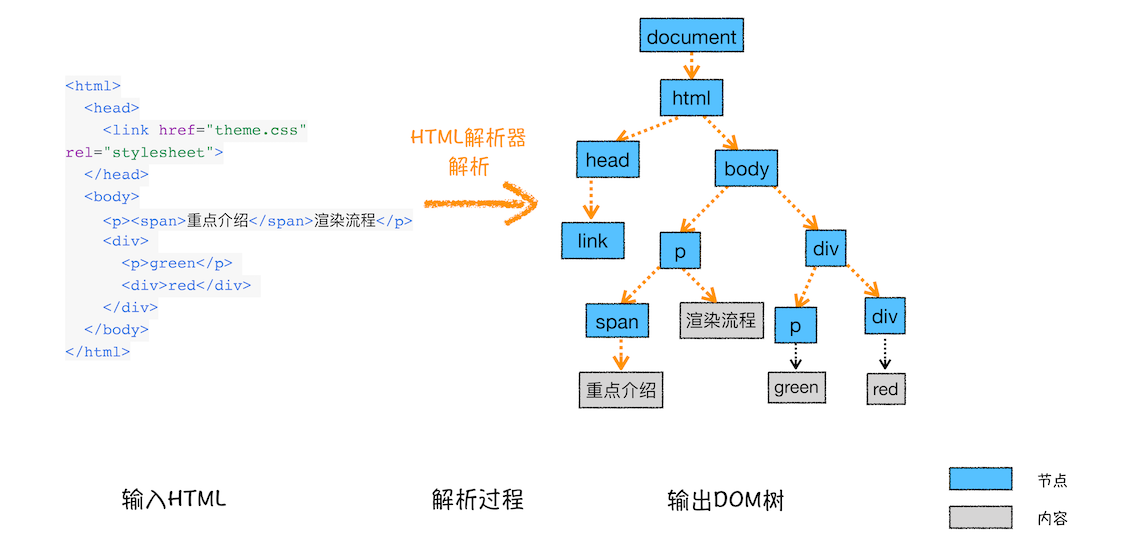 <html>
<head>
<link href="theme.css"
rel="stylesheet">
</head>
<body>
<p><span>重点介绍</span>渲染流程</p>
<div>
<p>green</p>
<div>red</div>
</div>
</body>
</html>
HTML解析器
解析
document
html
head
body
link
p
div
span
渲染流程
p
div
重点介绍
green
red
输入HTML
解析过程
输出DOM树
节点
内容